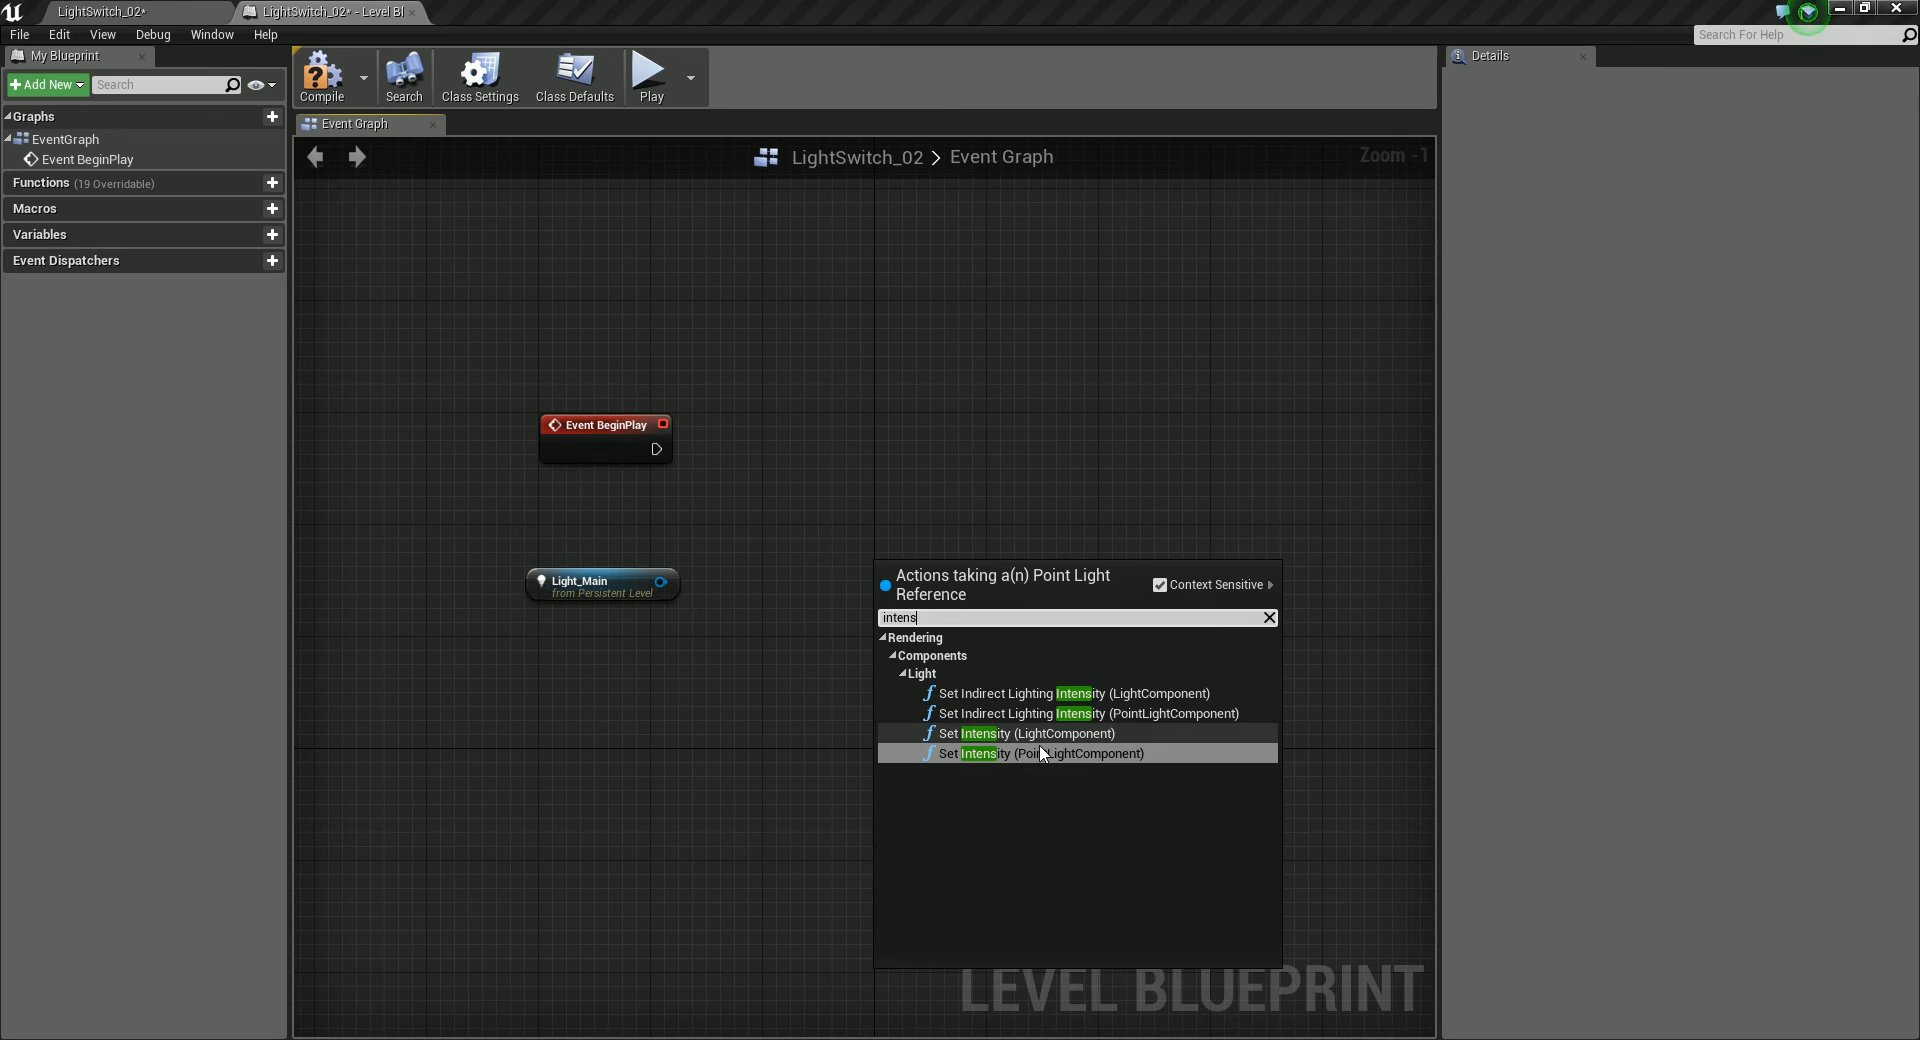 LightSwitch_02*
LightSwitch_02* - Level Bl
File Edit View Debug Window Help
Search For Help
My Blueprint
Add New
Search
Graphs
EventGraph
Event BeginPlay
Functions (19 Overridable)
Macros
Variables
Event Dispatchers
Compile
Search
Class Settings
Class Defaults
Play
Details
Event Graph
LightSwitch_02 > Event Graph
Zoom -1
Event BeginPlay
Light_Main
from Persistent Level
Actions taking a(n) Point Light
Reference
Context Sensitive
intens
Rendering
Components
Light
f Set Indirect Lighting Intensity (LightComponent)
f Set Indirect Lighting Intensity (PointLightComponent)
f Set Intensity (LightComponent)
f Set Intensity (PointLightComponent)
LEVEL BLUEPRINT